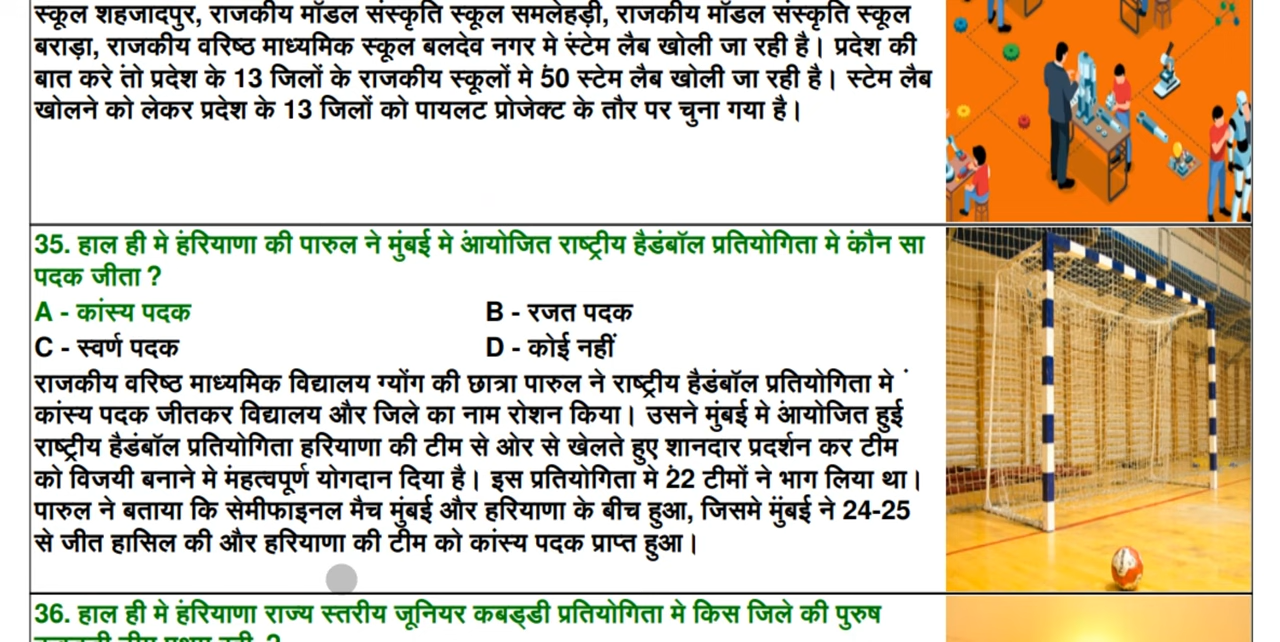 स्कूल शहजादपुर, राजकीय मॉडल संस्कृति स्कूल समलेहड़ी, राजकीय मॉडल संस्कृति स्कूल
बराड़ा, राजकीय वरिष्ठ माध्यमिक स्कूल बलदेव नगर मे स्ंटेम लैब खोली जा रही है। प्रदेश की
बात करे तों प्रदेश के 13 जिलों के राजकीय स्कूलों मे 5ं0 स्टेम लैब खोली जा रही है। स्टेम लैब
खोलने को लेकर प्रदेश के 13 जिलों को पायलट प्रोजेक्ट के तौर पर चुना गया है।
35. हाल ही मे हंरियाणा की पारुल ने मुंबई मे आंयोजित राष्ट्रीय हैडंबॉल प्रतियोगिता मे कौंन सा
पदक जीता ?
A - कांस्य पदक
B - रजत पदक
C - स्वर्ण पदक
D - कोई नहीं
राजकीय वरिष्ठ माध्यमिक विद्यालय ग्योंग की छात्रा पारुल ने राष्ट्रीय हैडंबॉल प्रतियोगिता मे ं
कांस्य पदक जीतकर विद्यालय और जिले का नाम रोशन किया। उसने मुंबई मे आंयोजित हुई
राष्ट्रीय हैडंबॉल प्रतियोगिता हरियाणा की टीम से ओर से खेलते हुए शानदार प्रदर्शन कर टीम
को विजयी बनाने मे मंहत्वपूर्ण योगदान दिया है। इस प्रतियोगिता मे 2ं2 टीमों ने भाग लिया था।
पारुल ने बताया कि सेमीफाइनल मैच मुंबई और हरियाणा के बीच हुआ, जिसमे मुंंबई ने 24-25
से जीत हासिल की और हरियाणा की टीम को कांस्य पदक प्राप्त हुआ।
36. हाल ही मे हंरियाणा राज्य स्तरीय जूनियर कबड्डी प्रतियोगिता मे किंस जिले की पुरुष